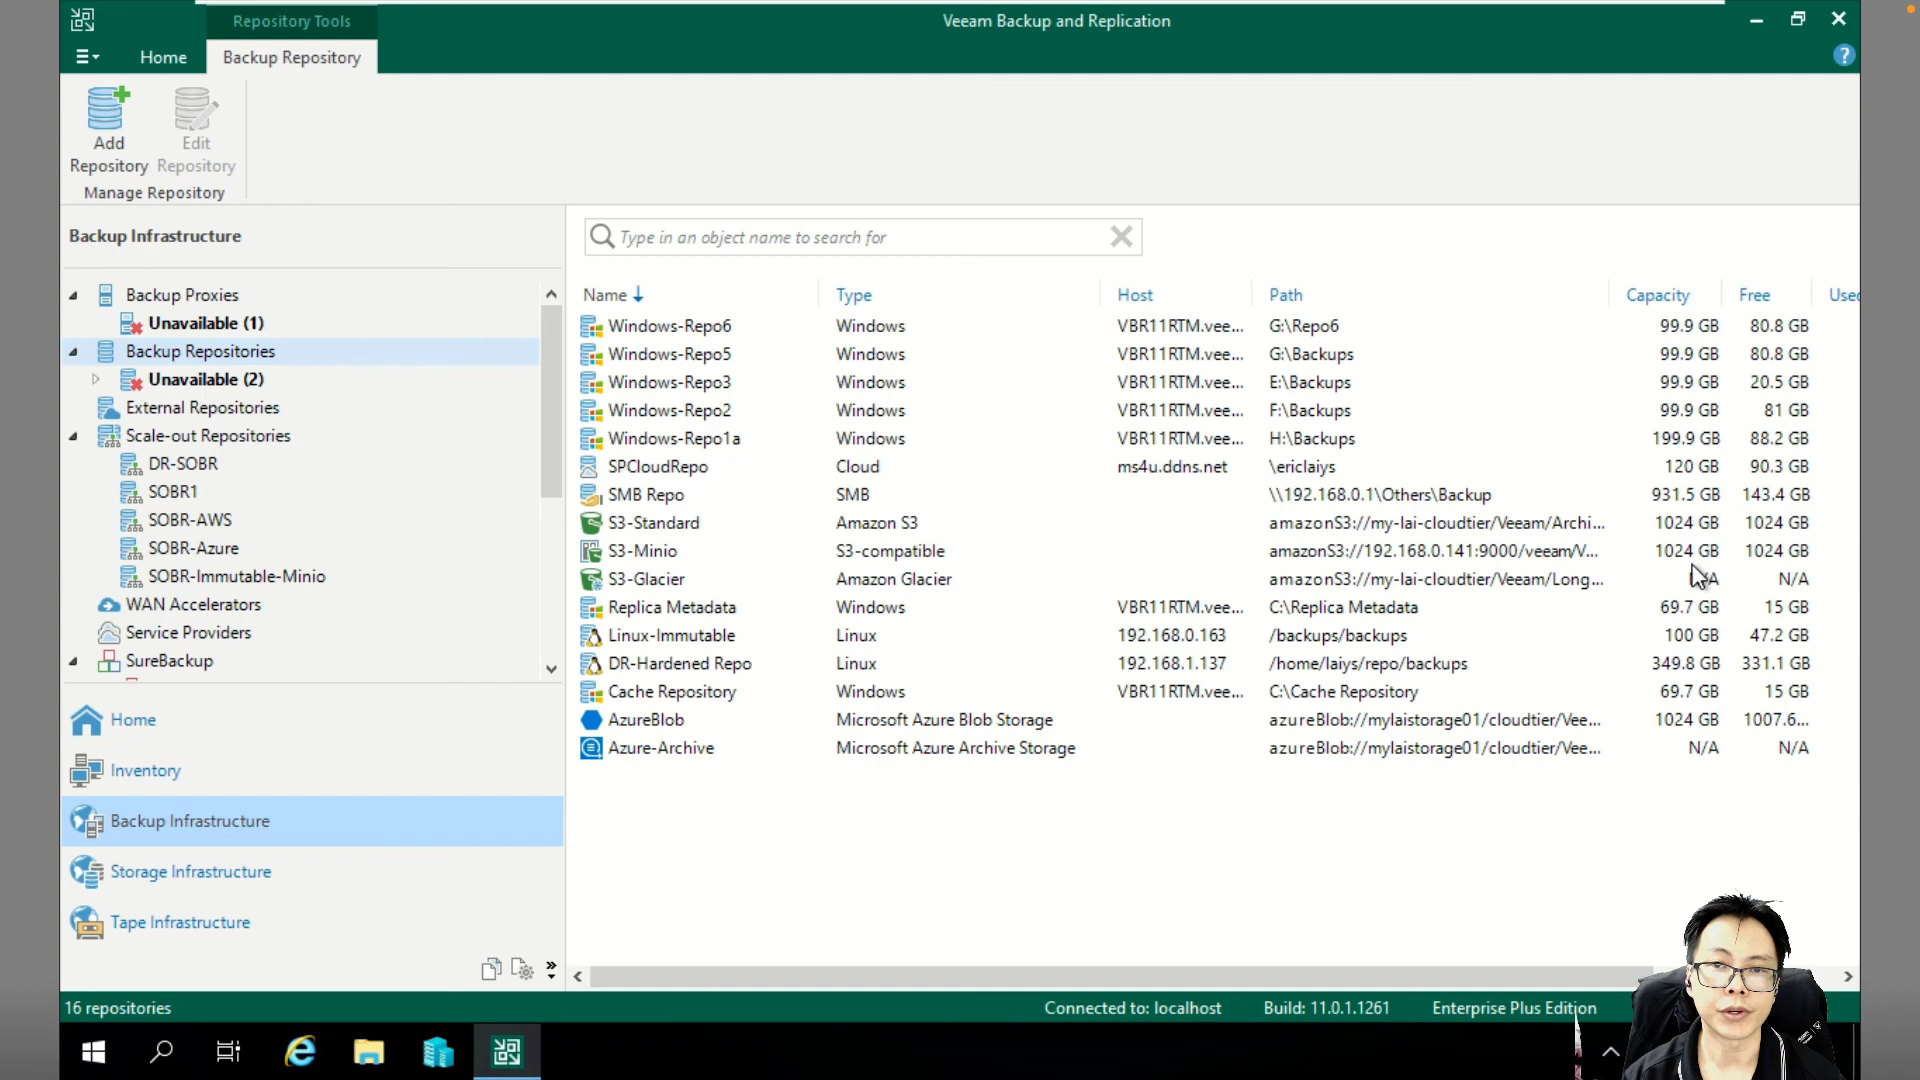 Repository Tools
Veeam Backup and Replication
Home
Backup Repository
Add Repository
Edit Repository
Manage Repository
Backup Infrastructure
Type in an object name to search for
Backup Proxies
Unavailable (1)
Backup Repositories
Unavailable (2)
External Repositories
Scale-out Repositories
DR-SOBR
SOBR1
SOBR-AWS
SOBR-Azure
SOBR-Immutable-Minio
WAN Accelerators
Service Providers
SureBackup
Home
Inventory
Backup Infrastructure
Storage Infrastructure
Tape Infrastructure
Name Type Host Path Capacity Free
Windows-Repo6 Windows VBR11RTM.vee... G:\Repo6 99.9 GB 80.8 GB
Windows-Repo5 Windows VBR11RTM.vee... G:\Backups 99.9 GB 80.8 GB
Windows-Repo3 Windows VBR11RTM.vee... E:\Backups 99.9 GB 20.5 GB
Windows-Repo2 Windows VBR11RTM.vee... F:\Backups 99.9 GB 81 GB
Windows-Repo1a Windows VBR11RTM.vee... H:\Backups 199.9 GB 88.2 GB
SPCloudRepo Cloud ms4u.ddns.net \ericlaiys 120 GB 90.3 GB
SMB Repo SMB \\192.168.0.1\Others\Backup 931.5 GB 143.4 GB
S3-Standard Amazon S3 amazonS3://my-lai-cloudtier/Veeam/Archi... 1024 GB 1024 GB
S3-Minio S3-compatible amazonS3://192.168.0.141:9000/veeam/V... 1024 GB 1024 GB
S3-Glacier Amazon Glacier amazonS3://my-lai-cloudtier/Veeam/Long... N/A N/A
Replica Metadata Windows VBR11RTM.vee... C:\Replica Metadata 69.7 GB 15 GB
Linux-Immutable Linux 192.168.0.163 /backups/backups 100 GB 47.2 GB
DR-Hardened Repo Linux 192.168.1.137 /home/laiys/repo/backups 349.8 GB 331.1 GB
Cache Repository Windows VBR11RTM.vee... C:\Cache Repository 69.7 GB 15 GB
AzureBlob Microsoft Azure Blob Storage azureBlob://mylaistorage01/cloudtier/Vee... 1024 GB 1007.6...
Azure-Archive Microsoft Azure Archive Storage azureBlob://mylaistorage01/cloudtier/Vee... N/A N/A
16 repositories
Connected to: localhost
Build: 11.0.1.1261
Enterprise Plus Edition